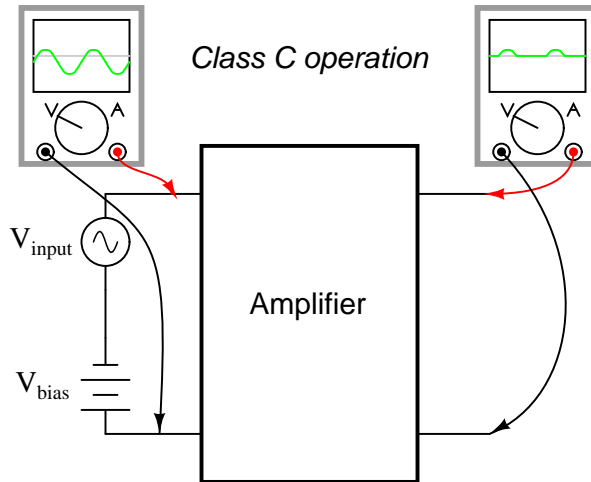 Class C operation
V A
V A
V_input
Amplifier
V_bias